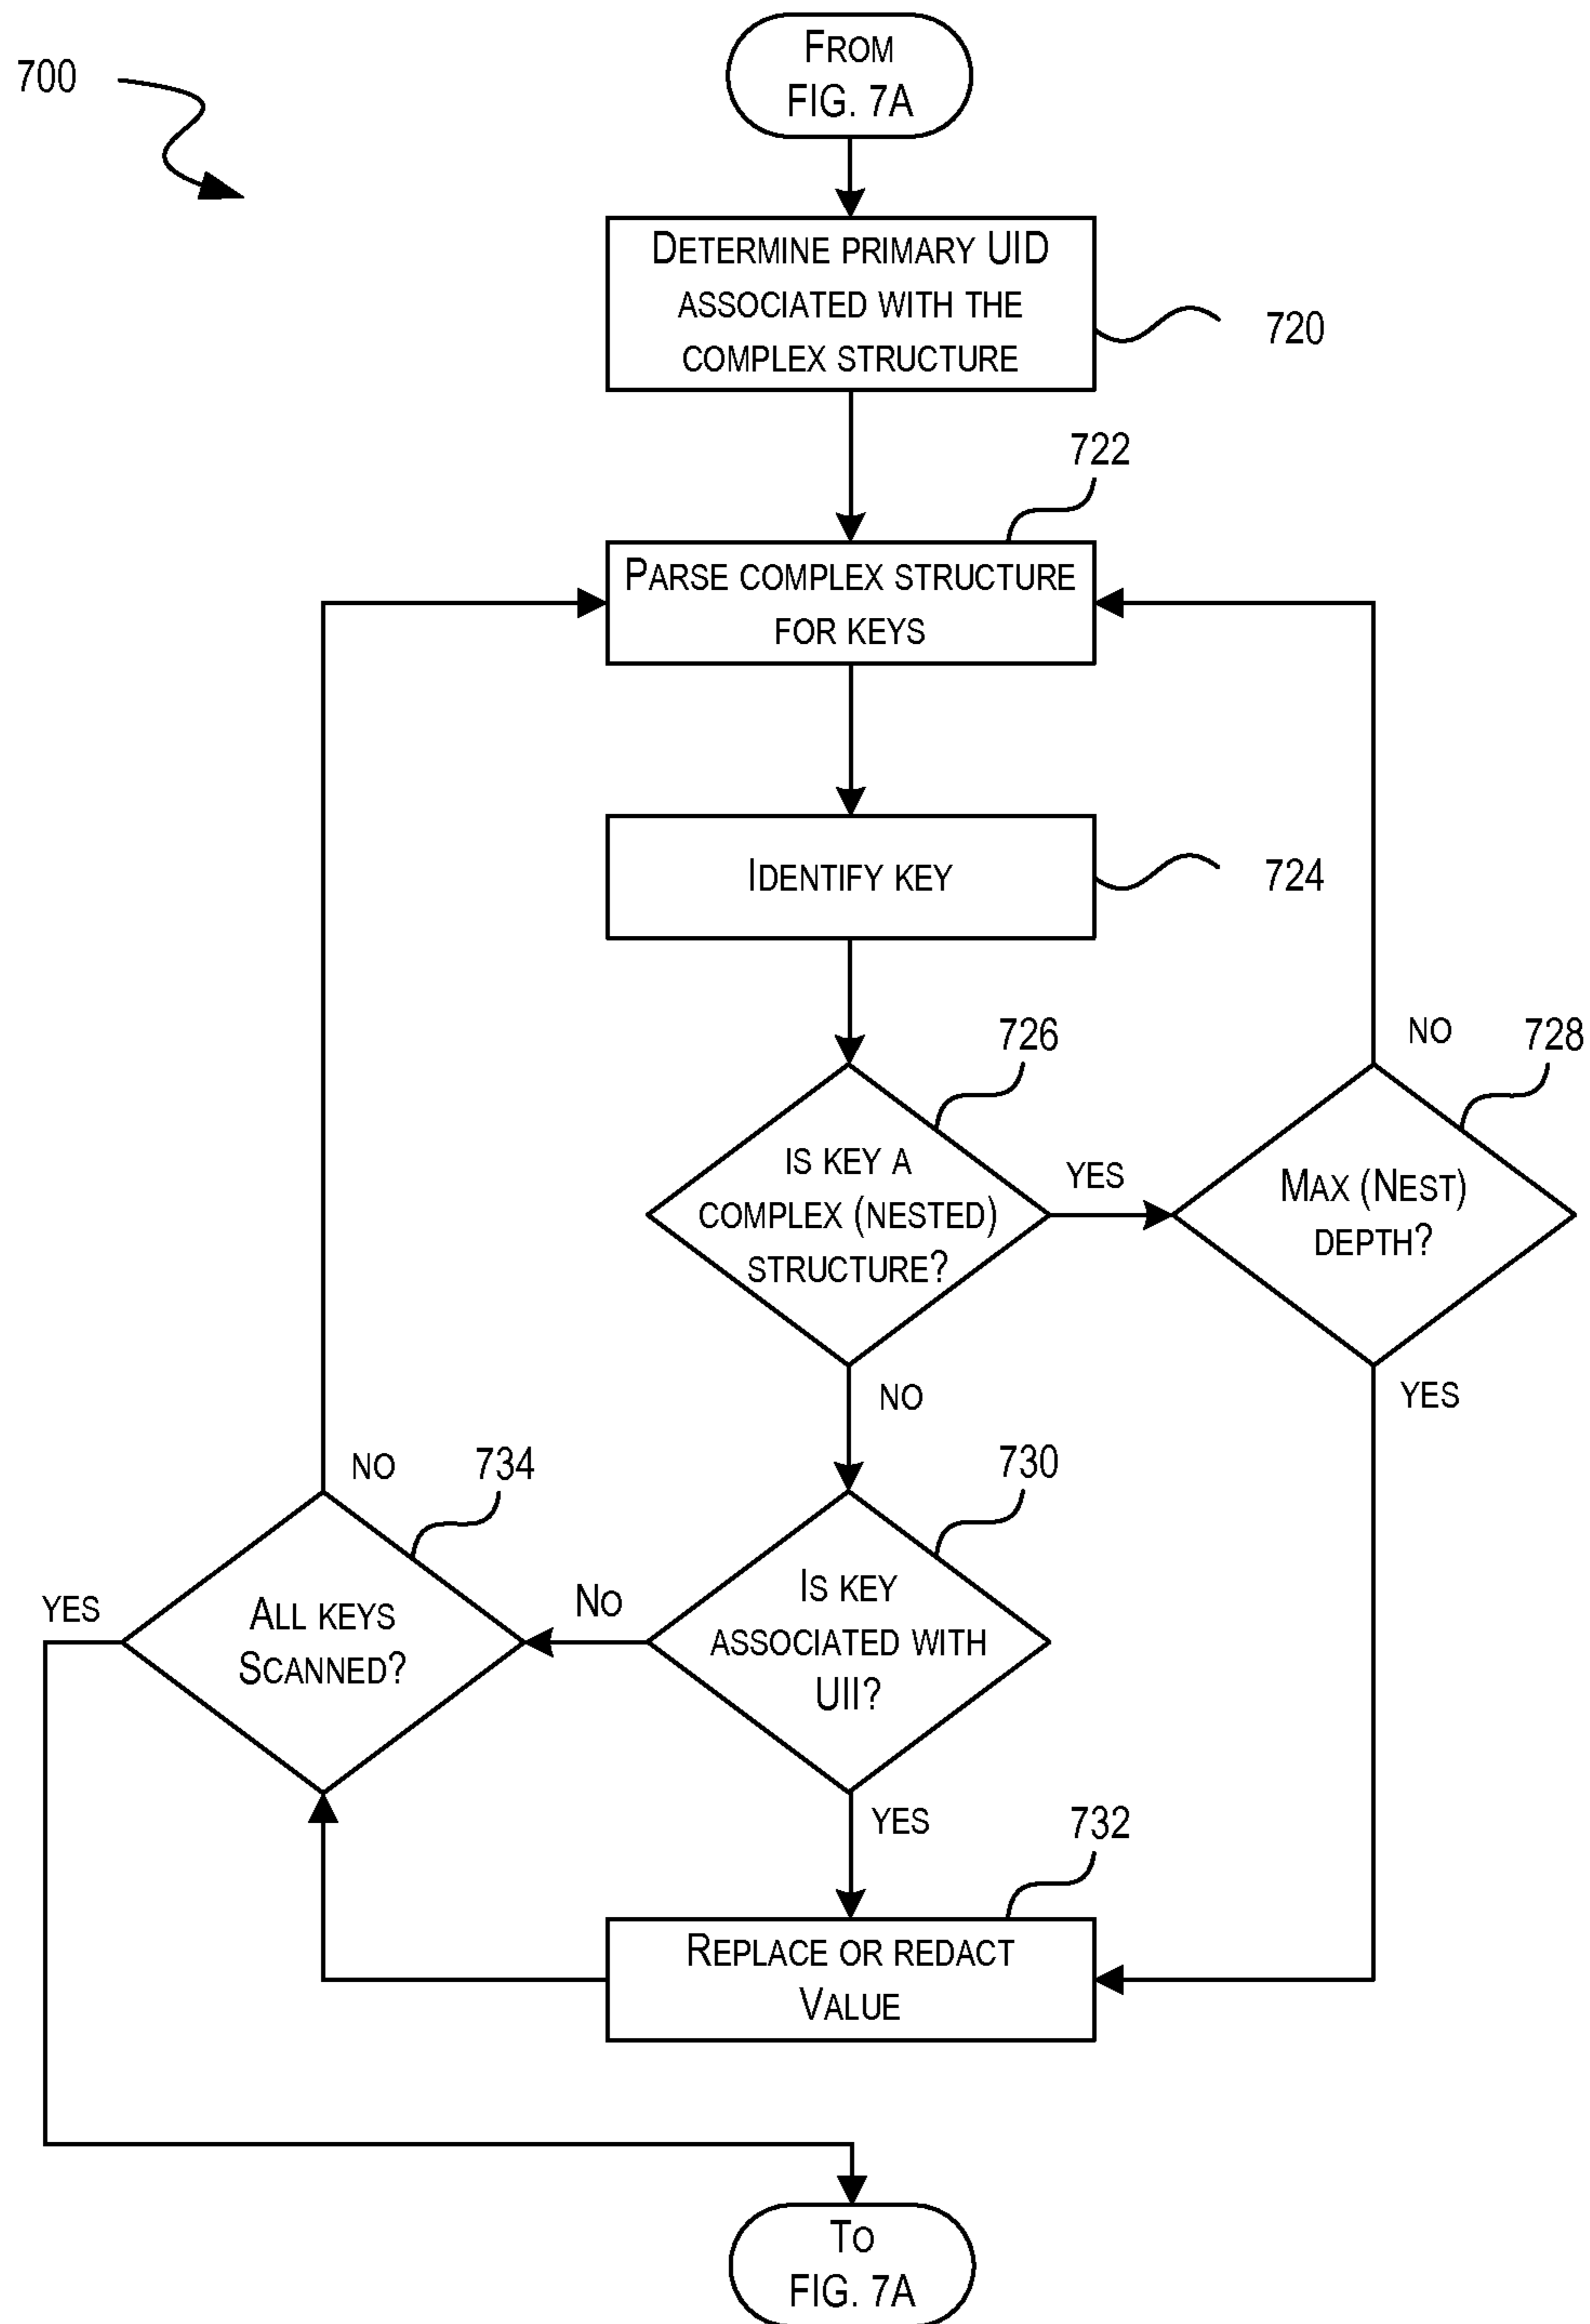 700
FROM
FIG. 7A
DETERMINE PRIMARY UID
ASSOCIATED WITH THE
COMPLEX STRUCTURE
720
722
PARSE COMPLEX STRUCTURE
FOR KEYS
IDENTIFY KEY
724
726
NO
728
IS KEY A
COMPLEX (NESTED)
STRUCTURE?
YES
MAX (NEST)
DEPTH?
NO
YES
NO
734
730
YES
ALL KEYS
SCANNED?
NO
IS KEY
ASSOCIATED WITH
UII?
YES
732
REPLACE OR REDACT
VALUE
TO
FIG. 7A